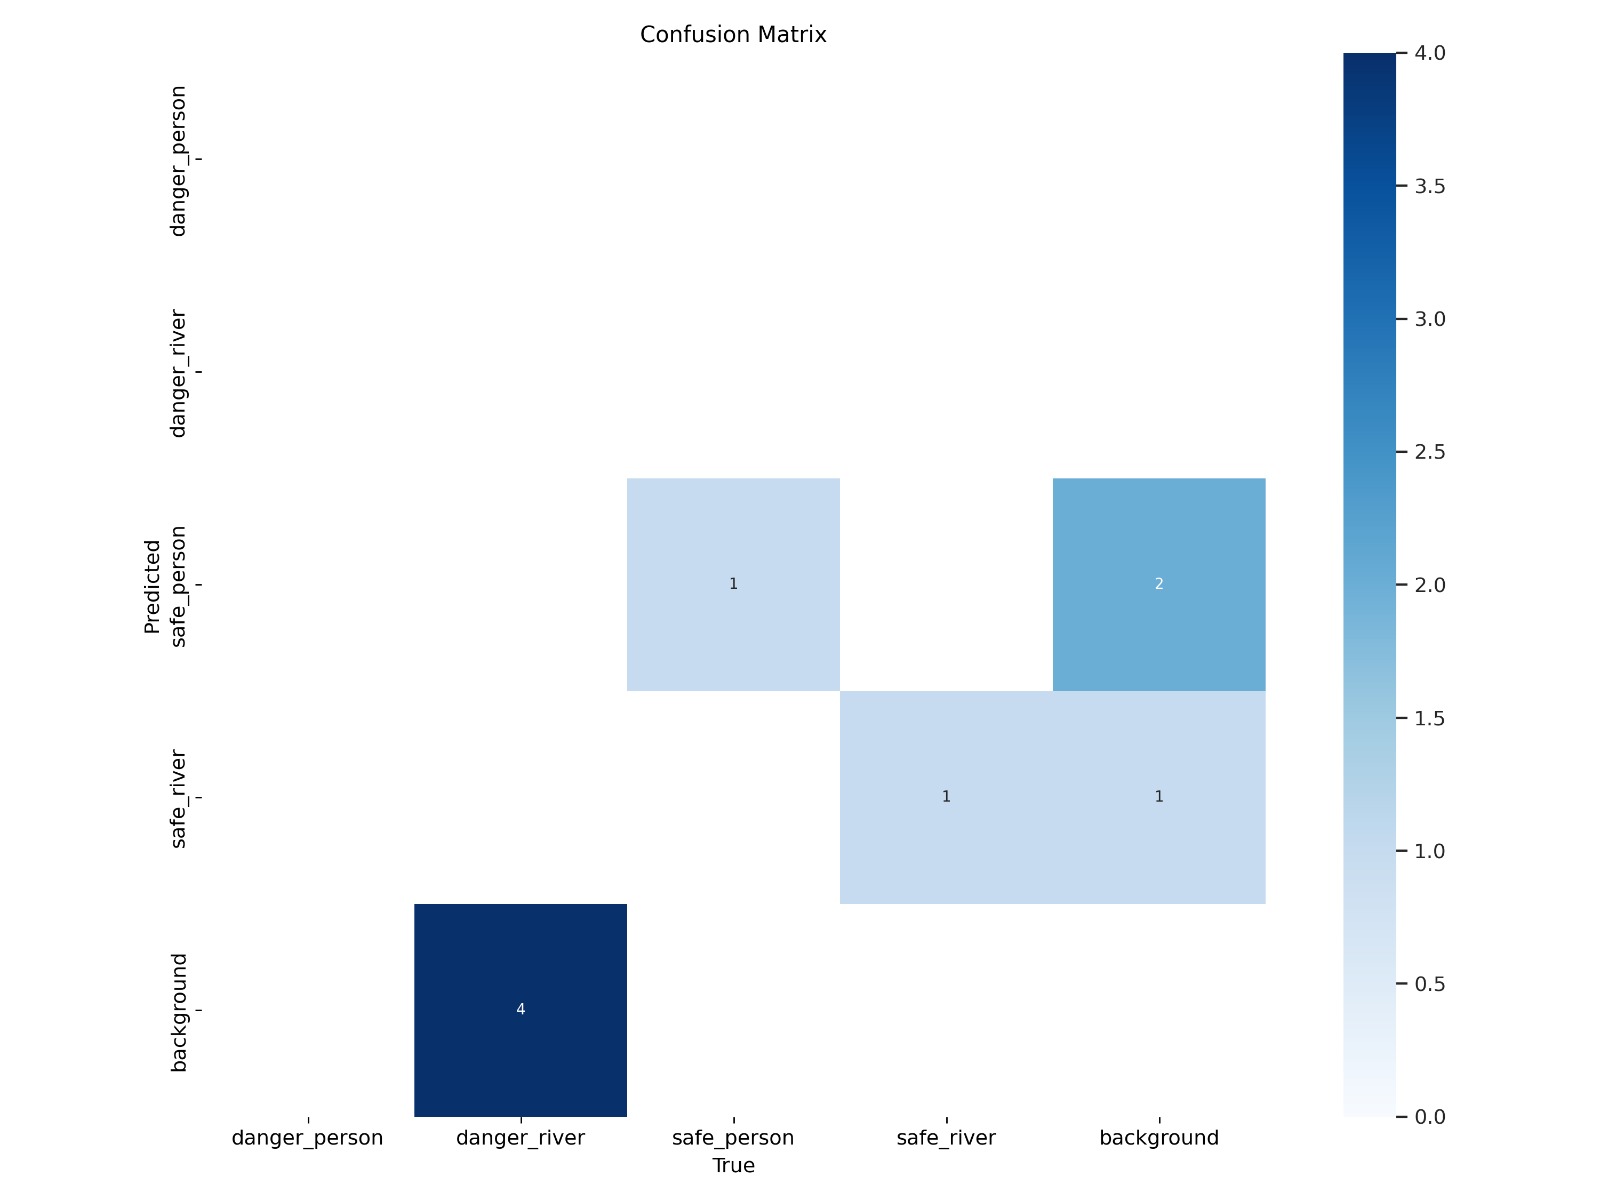 Confusion Matrix
Predicted
danger_person
danger_river
safe_person
safe_river
background
1
2
1
1
4
danger_person
danger_river
safe_person
safe_river
background
True
4.0
3.5
3.0
2.5
2.0
1.5
1.0
0.5
0.0